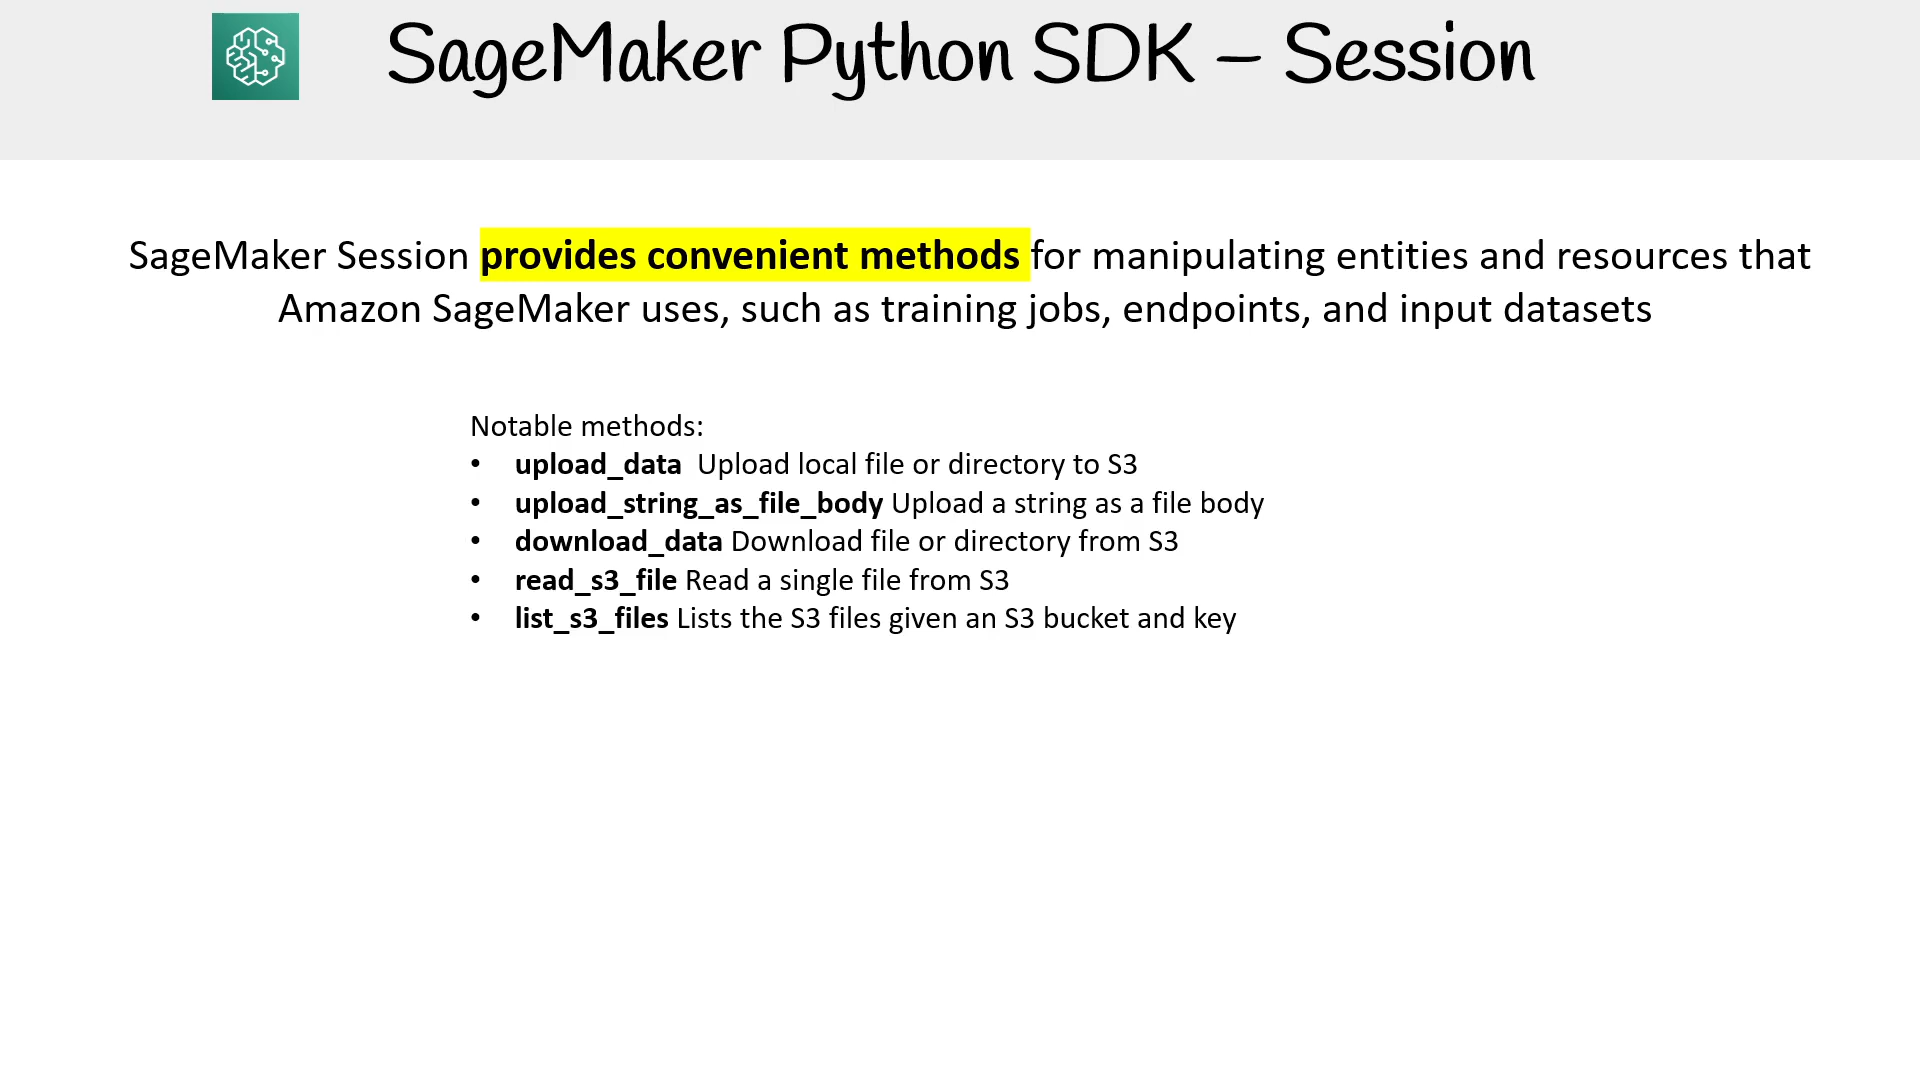 SageMaker Python SDK – Session
SageMaker Session provides convenient methods for manipulating entities and resources that
Amazon SageMaker uses, such as training jobs, endpoints, and input datasets
Notable methods:
• upload_data  Upload local file or directory to S3
• upload_string_as_file_body Upload a string as a file body
• download_data Download file or directory from S3
• read_s3_file Read a single file from S3
• list_s3_files Lists the S3 files given an S3 bucket and key